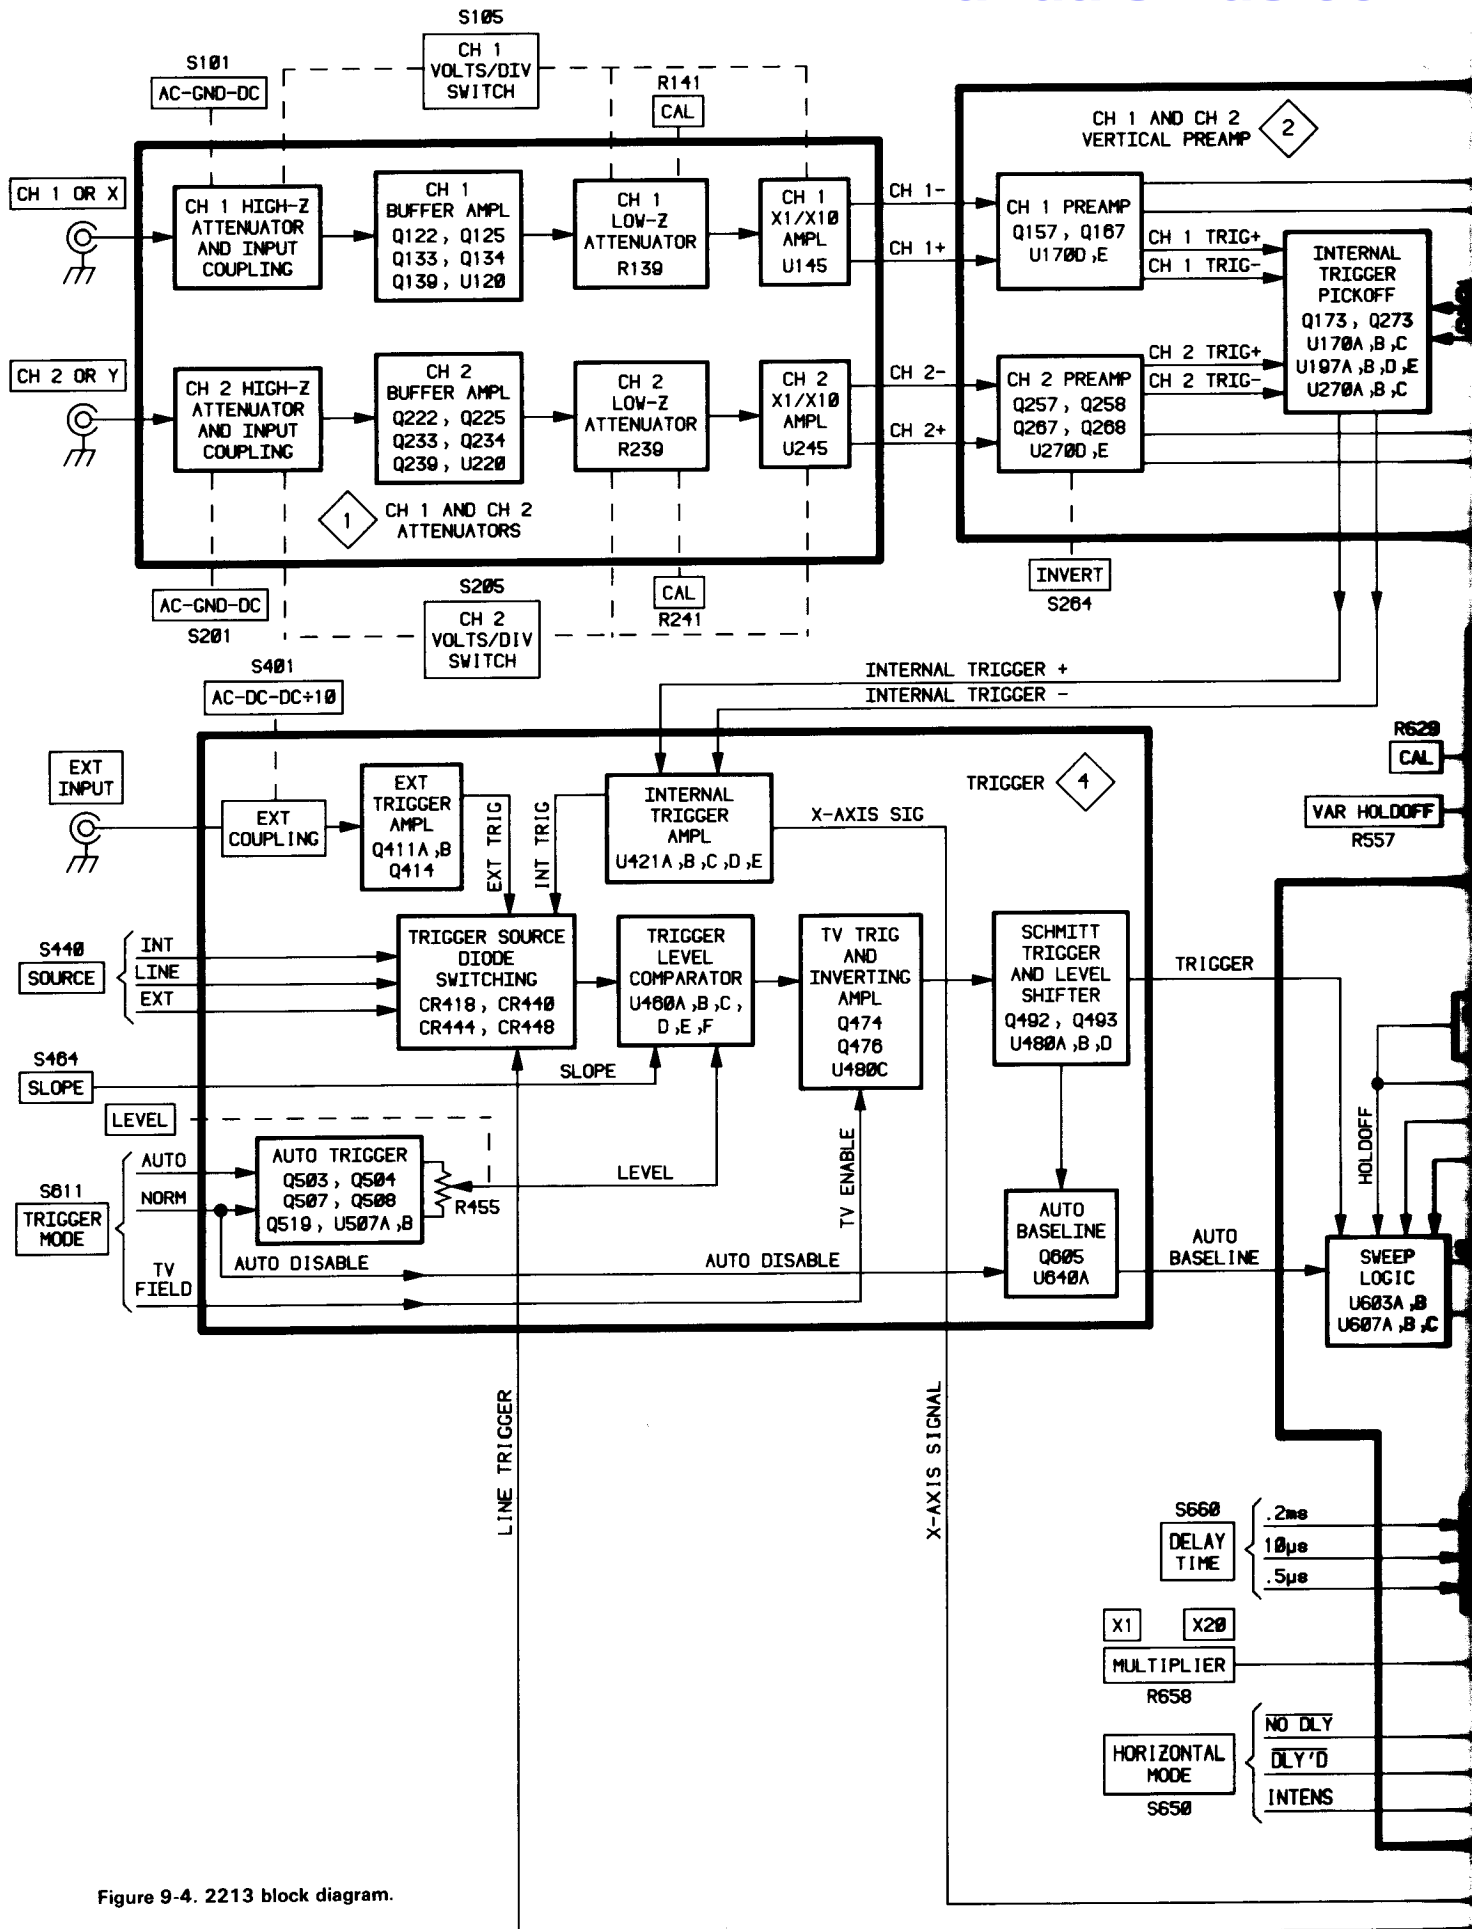 S105
CH 1
VOLTS/DIV
SWITCH
S101
AC-GND-DC
R141
CAL
CH 1 AND CH 2
VERTICAL PREAMP
2
CH 1 OR X
CH 1 HIGH-Z
ATTENUATOR
AND INPUT
COUPLING
CH 1
BUFFER AMPL
Q122, Q125
Q133, Q134
Q139, U120
CH 1
LOW-Z
ATTENUATOR
R139
CH 1
X1/X10
AMPL
U145
CH 1-
CH 1+
CH 1 PREAMP
Q157, Q167
U170D,E
CH 1 TRIG+
CH 1 TRIG-
INTERNAL
TRIGGER
PICKOFF
Q173, Q273
U170A,B,C
U197A,B,D,E
U270A,B,C
CH 2 OR Y
CH 2 HIGH-Z
ATTENUATOR
AND INPUT
COUPLING
CH 2
BUFFER AMPL
Q222, Q225
Q233, Q234
Q239, U220
CH 2
LOW-Z
ATTENUATOR
R239
CH 2
X1/X10
AMPL
U245
CH 2-
CH 2+
CH 2 PREAMP
Q257, Q258
Q267, Q268
U270D,E
CH 2 TRIG+
CH 2 TRIG-
1
CH 1 AND CH 2
ATTENUATORS
AC-GND-DC
S201
S205
CH 2
VOLTS/DIV
SWITCH
CAL
R241
INVERT
S264
S401
AC-DC-DC÷10
INTERNAL TRIGGER +
INTERNAL TRIGGER -
R629
CAL
VAR HOLDOFF
R557
EXT
INPUT
EXT
COUPLING
EXT
TRIGGER
AMPL
Q411A,B
Q414
EXT TRIG
INT TRIG
INTERNAL
TRIGGER
AMPL
U421A,B,C,D,E
X-AXIS SIG
TRIGGER
4
S440
SOURCE
INT
LINE
EXT
TRIGGER SOURCE
DIODE
SWITCHING
CR418, CR440
CR444, CR448
TRIGGER
LEVEL
COMPARATOR
U460A,B,C,
D,E,F
TV TRIG
AND
INVERTING
AMPL
Q474
Q476
U480C
SCHMITT
TRIGGER
AND LEVEL
SHIFTER
Q492, Q493
U480A,B,D
TRIGGER
S464
SLOPE
SLOPE
LEVEL
S611
TRIGGER
MODE
AUTO
NORM
TV
FIELD
AUTO TRIGGER
Q503, Q504
Q507, Q508
Q519, U507A,B
R455
LEVEL
TV ENABLE
AUTO DISABLE
AUTO DISABLE
AUTO
BASELINE
Q605
U640A
AUTO
BASELINE
HOLDOFF
SWEEP
LOGIC
U603A,B
U607A,B,C
LINE TRIGGER
X-AXIS SIGNAL
S660
DELAY
TIME
.2ms
10µs
.5µs
X1
X20
MULTIPLIER
R658
HORIZONTAL
MODE
S650
NO DLY
DLY'D
INTENS
Figure 9-4. 2213 block diagram.